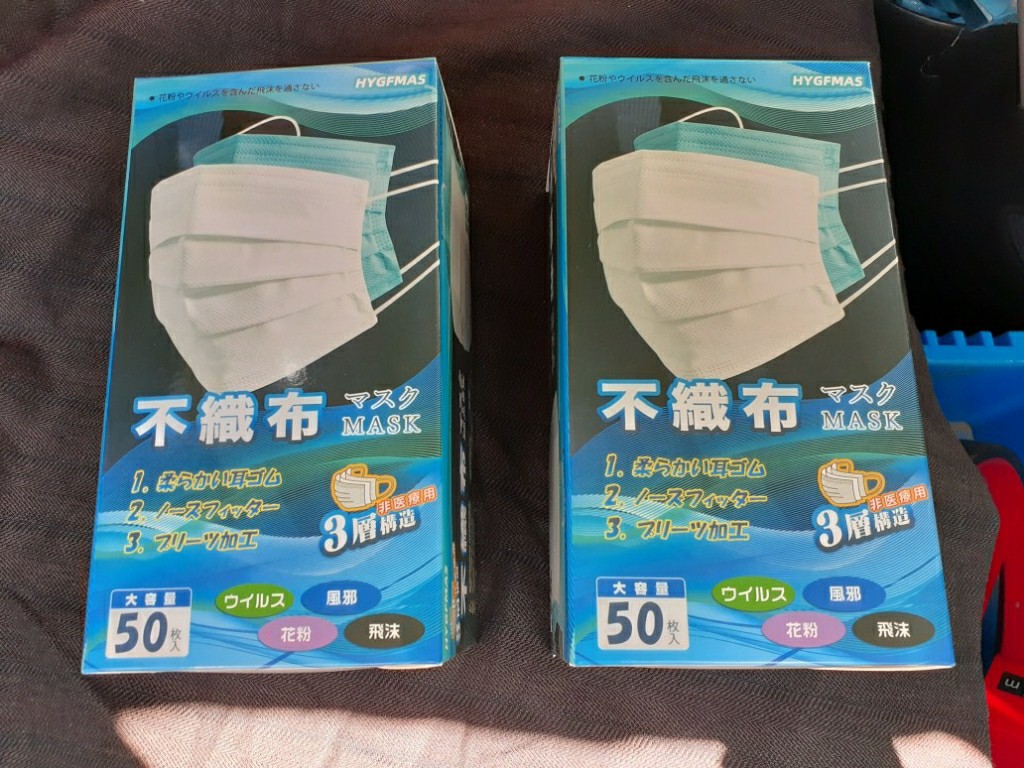 HYGFMAS
● 花粉やウイルスを含んだ飛沫を通さない
不織布
マスク
MASK
1. 柔らかい耳ゴム
2. ノーズフィッター
3. プリーツ加工
非医療用
3層構造
大容量
50枚入
ウイルス
風邪
花粉
飛沫
HYGFMAS
● 花粉やウイルスを含んだ飛沫を通さない
不織布
マスク
MASK
1. 柔らかい耳ゴム
2. ノーズフィッター
3. プリーツ加工
非医療用
3層構造
大容量
50枚入
ウイルス
風邪
花粉
飛沫